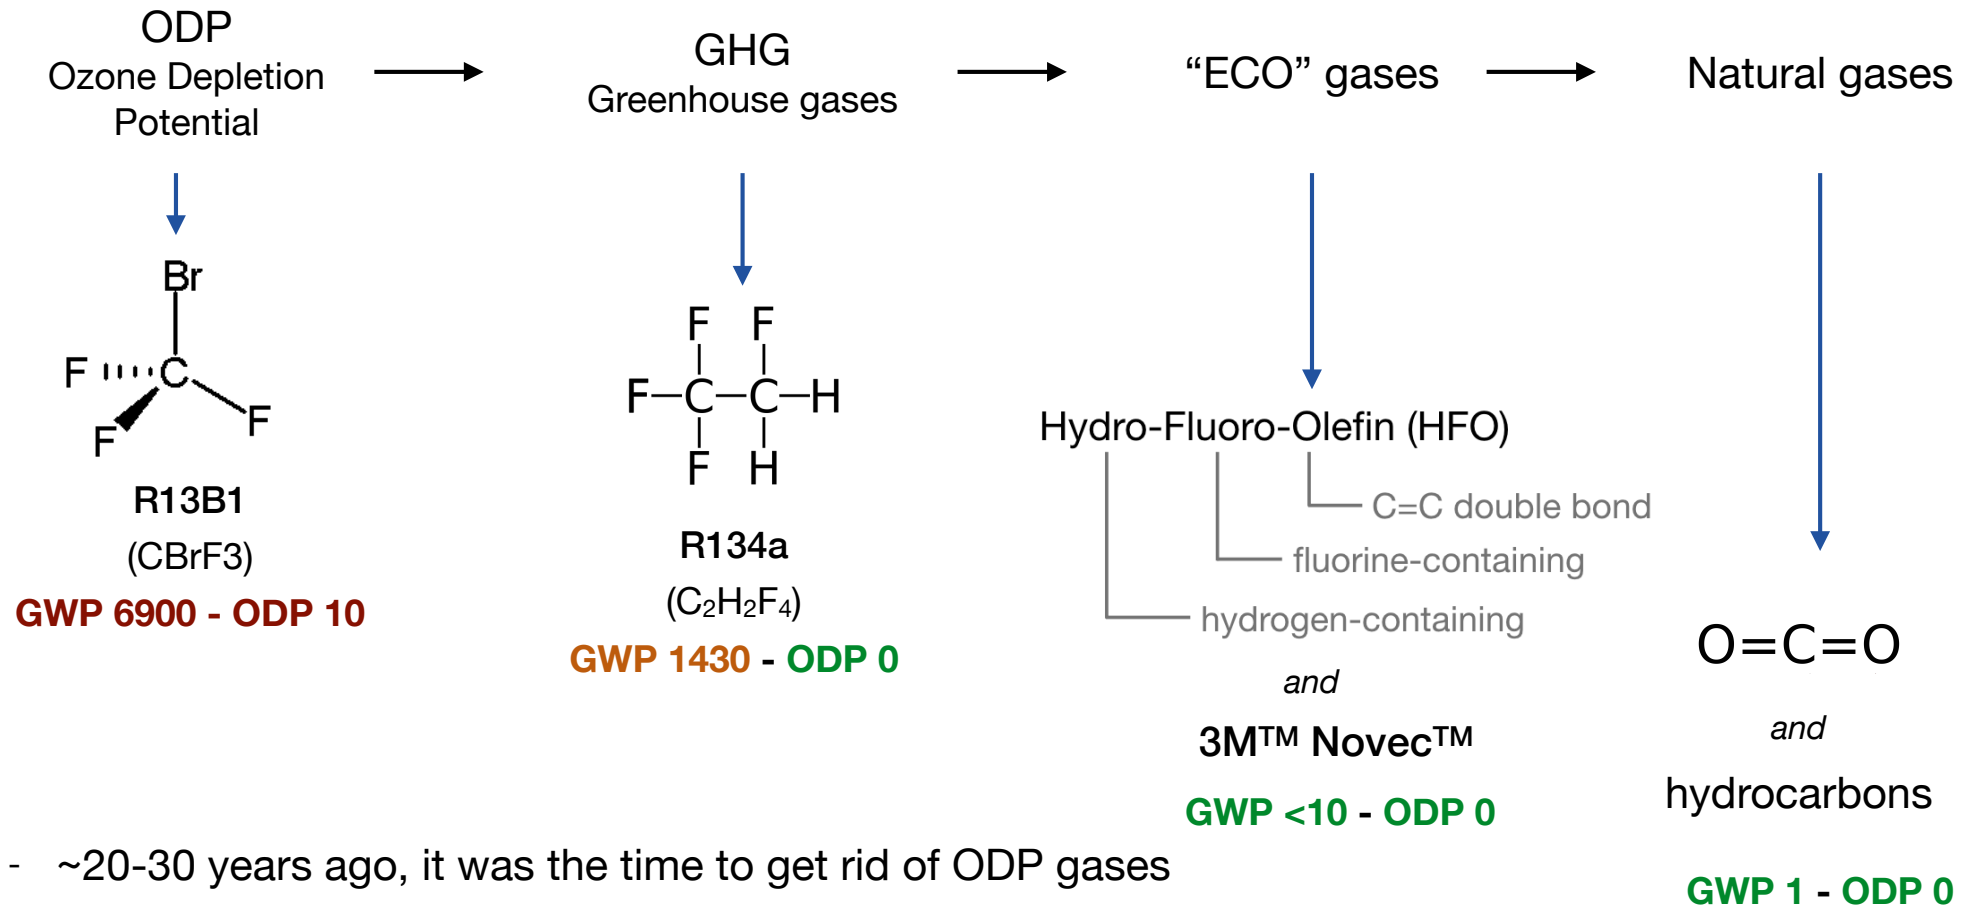 ODP
Ozone Depletion
Potential
GHG
Greenhouse gases
“ECO” gases
Natural gases
Br
F
C
F
F
R13B1
(CBrF3)
GWP 6900 - ODP 10
F F
F–C–C–H
F H
R134a
(C₂H₂F₄)
GWP 1430 - ODP 0
Hydro-Fluoro-Olefin (HFO)
C=C double bond
fluorine-containing
hydrogen-containing
and
3M™ Novec™
GWP <10 - ODP 0
O=C=O
and
hydrocarbons
GWP 1 - ODP 0
- ~20-30 years ago, it was the time to get rid of ODP gases